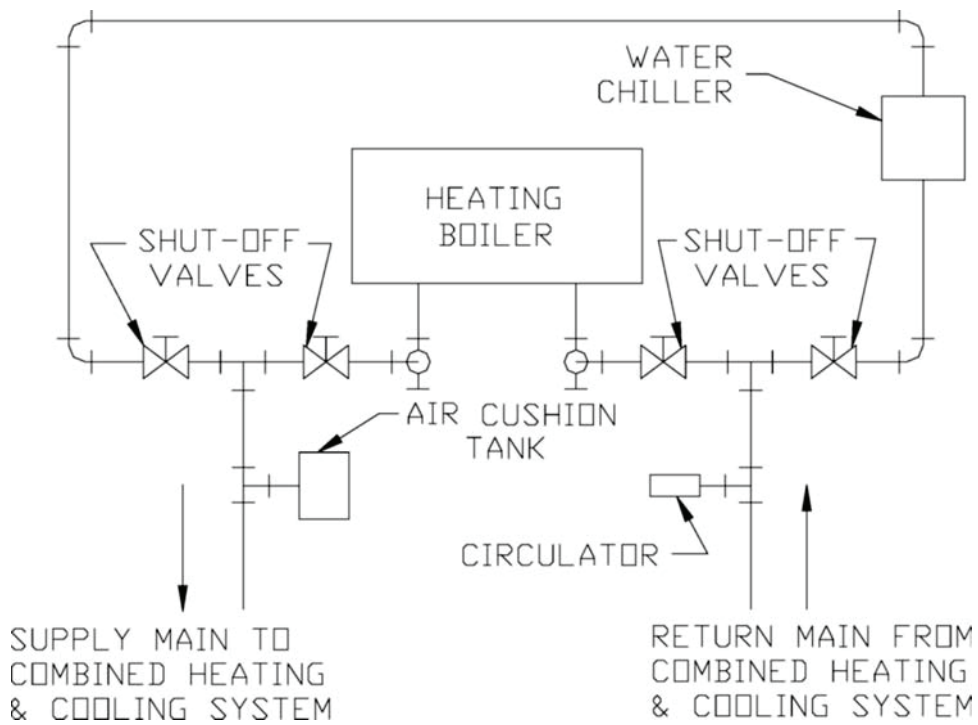 WATER
CHILLER
HEATING
BOILER
SHUT-OFF
VALVES
SHUT-OFF
VALVES
AIR CUSHION
TANK
CIRCULATOR
SUPPLY MAIN TO
COMBINED HEATING
& COOLING SYSTEM
RETURN MAIN FROM
COMBINED HEATING
& COOLING SYSTEM